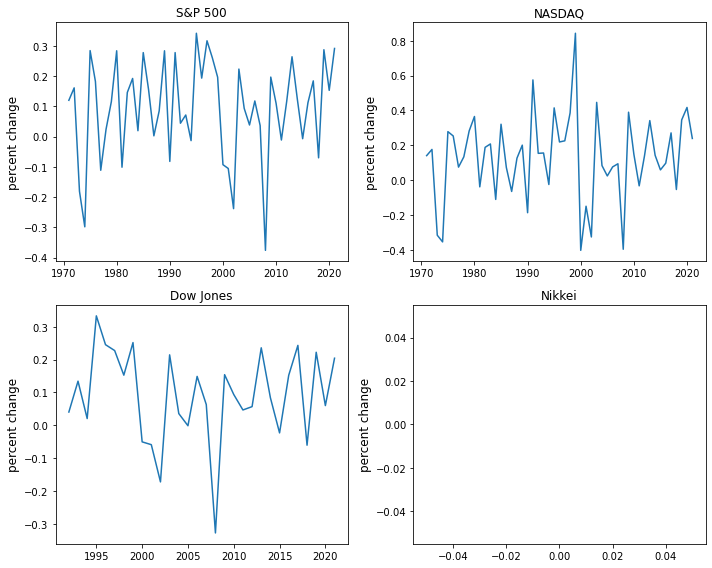 S&P 500
percent change
0.3
0.2
0.1
0.0
−0.1
−0.2
−0.3
−0.4
1970 1980 1990 2000 2010 2020
NASDAQ
percent change
0.8
0.6
0.4
0.2
0.0
−0.2
−0.4
1970 1980 1990 2000 2010 2020
Dow Jones
percent change
0.3
0.2
0.1
0.0
−0.1
−0.2
−0.3
1995 2000 2005 2010 2015 2020
Nikkei
percent change
0.04
0.02
0.00
−0.02
−0.04
−0.04 −0.02 0.00 0.02 0.04